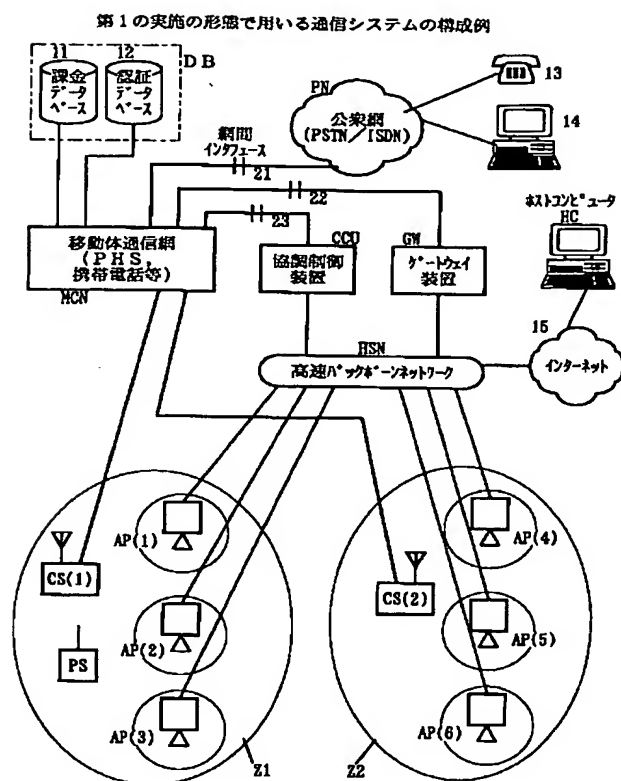 第1の実施の形態で用いる通信システムの構成例
11
12
DB
課金
データ
ベース
認証
データ
ベース
13
PN
公衆網
(PSTN/ISDN)
14
網間
インタフェース
21
22
23
ホストコンピュータ
HC
移動体通信網
(PHS,
携帯電話等)
MCN
CCU
協調制御
装置
GW
ゲートウェイ
装置
15
インターネット
HSN
高速バックボーンネットワーク
CS(1)
PS
AP(1)
AP(2)
AP(3)
Z1
CS(2)
AP(4)
AP(5)
AP(6)
Z2